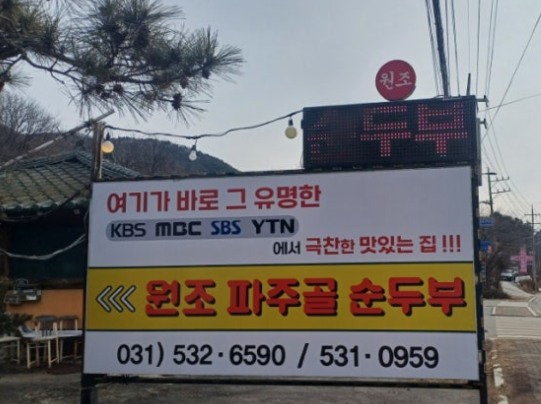 원조
두부
여기가 바로 그 유명한
KBS MBC SBS YTN
에서 극찬한 맛있는 집 !!!
<<< 원조 파주골 순두부
031) 532·6590 / 531·0959